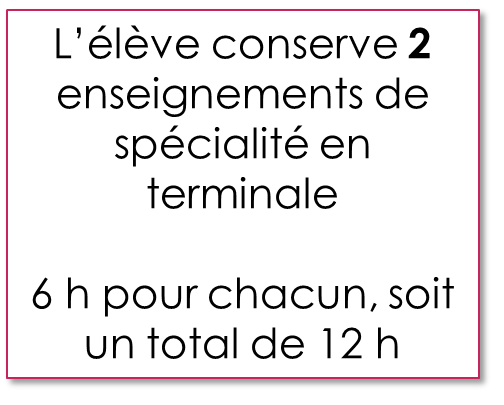 L’élève conserve 2
enseignements de
spécialité en
terminale
6 h pour chacun, soit
un total de 12 h